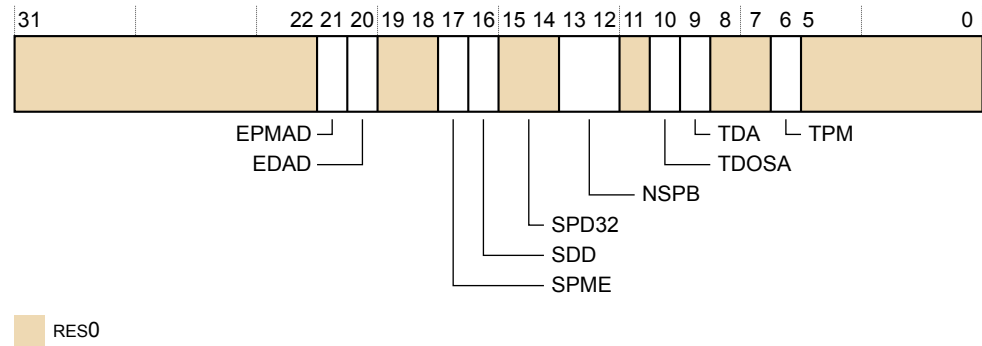 31 22 21 20 19 18 17 16 15 14 13 12 11 10 9 8 7 6 5 0
EPMAD TDA TPM
EDAD TDOSA
NSPB
SPD32
SDD
SPME
RES0